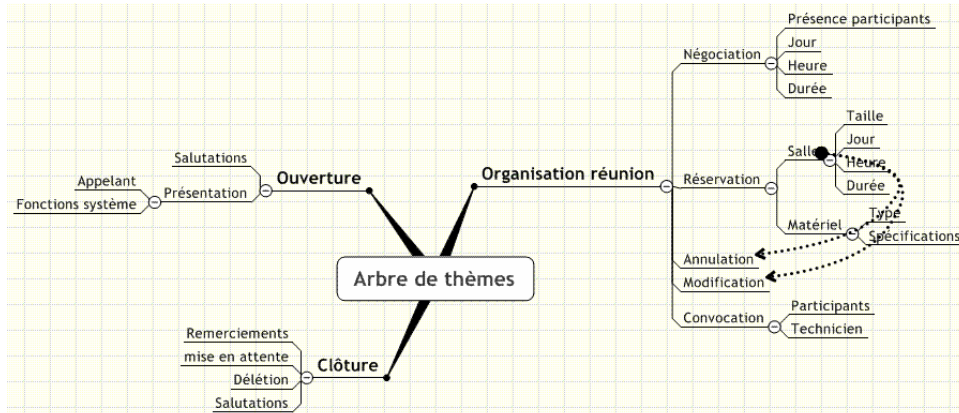 Arbre de thèmes
Ouverture
Salutations
Présentation
Appelant
Fonctions système
Organisation réunion
Négociation
Présence participants
Jour
Heure
Durée
Réservation
Salle
Taille
Jour
Heure
Durée
Matériel
Type
Spécifications
Annulation
Modification
Convocation
Participants
Technicien
Clôture
Remerciements
mise en attente
Délétion
Salutations